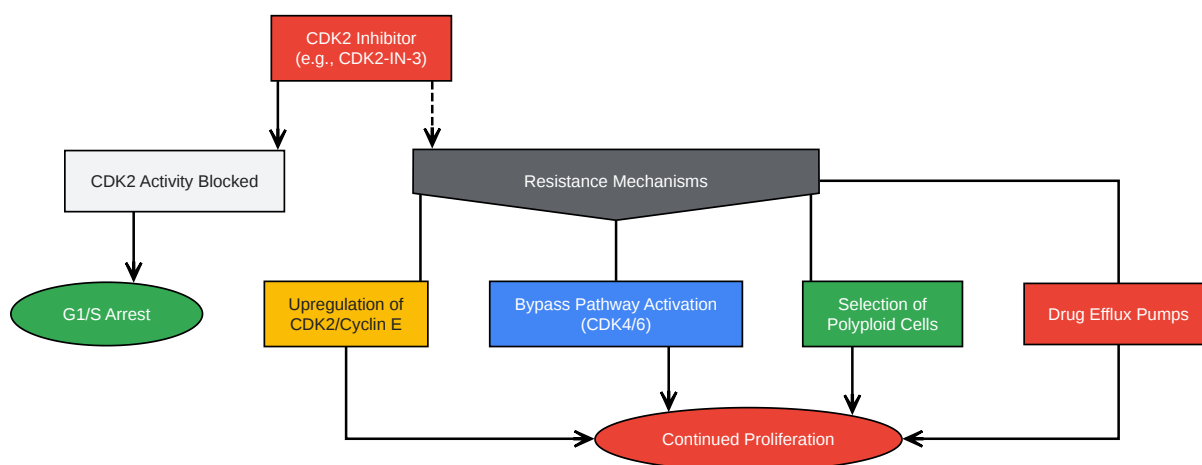 CDK2 Inhibitor
(e.g., CDK2-IN-3)
CDK2 Activity Blocked
Resistance Mechanisms
G1/S Arrest
Upregulation of
CDK2/Cyclin E
Bypass Pathway Activation
(CDK4/6)
Selection of
Polyploid Cells
Drug Efflux Pumps
Continued Proliferation